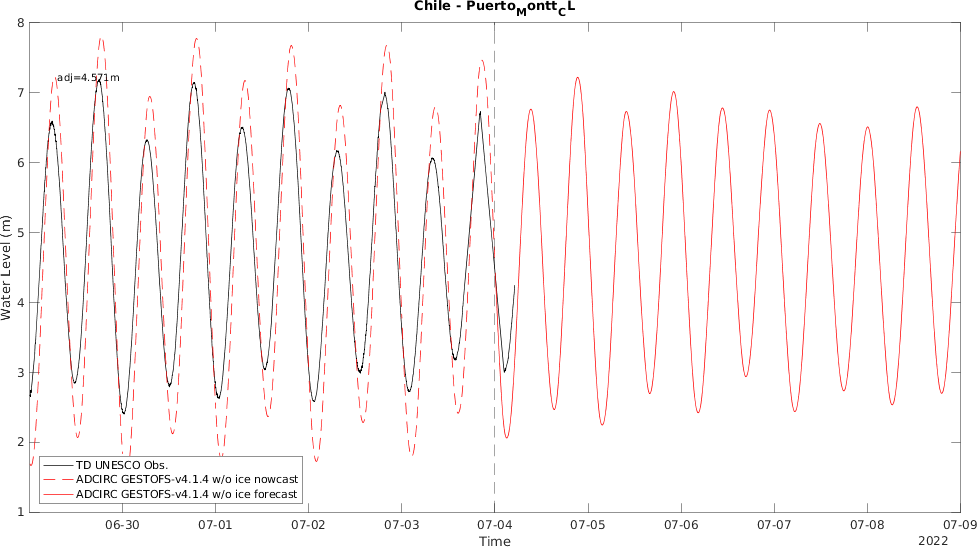 Chile - Puerto_Montt_CL
8
7
6
5
4
3
2
1
Water Level (m)
adj=4.571m
TD UNESCO Obs.
ADCIRC GESTOFS-v4.1.4 w/o ice nowcast
ADCIRC GESTOFS-v4.1.4 w/o ice forecast
06-30 07-01 07-02 07-03 07-04 07-05 07-06 07-07 07-08 07-09
Time
2022